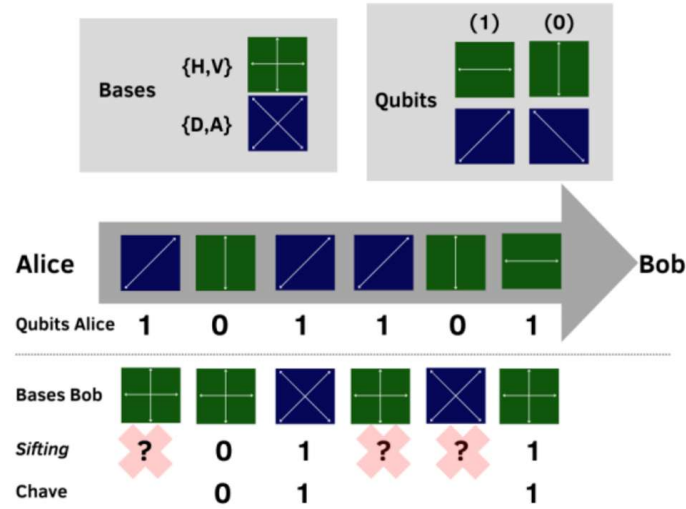 (1) (0)
{H,V}
Bases
Qubits
{D,A}
Alice
Bob
Qubits Alice 1 0 1 1 0 1
Bases Bob
Sifting ? 0 1 ? ? 1
Chave 0 1 1